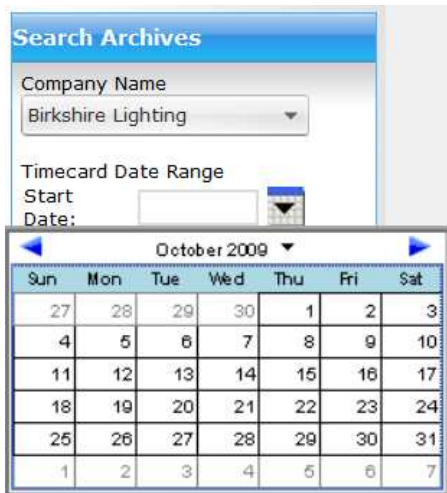 Search Archives
Company Name
Birkshire Lighting
Timecard Date Range
Start
Date:
October 2009
Sun Mon Tue Wed Thu Fri Sat
27 28 29 30 1 2 3
4 5 6 7 8 9 10
11 12 13 14 15 16 17
18 19 20 21 22 23 24
25 26 27 28 29 30 31
1 2 3 4 5 6 7